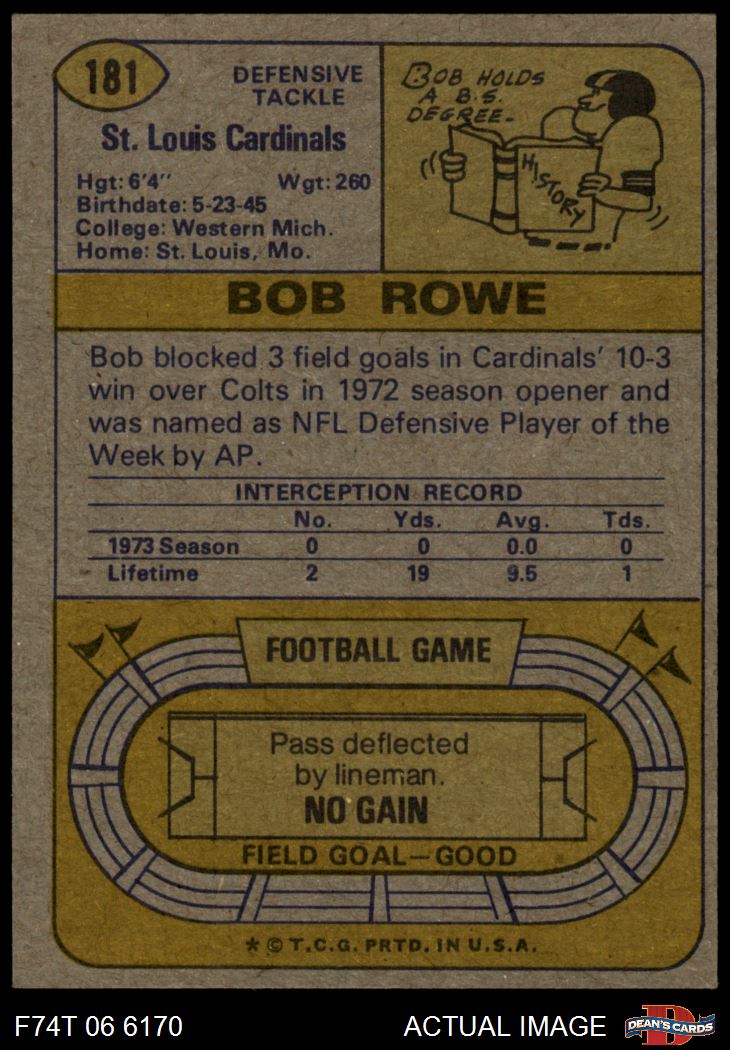 181
DEFENSIVE
TACKLE
St. Louis Cardinals
Hgt: 6'4" Wgt: 260
Birthdate: 5-23-45
College: Western Mich.
Home: St. Louis, Mo.
BOB HOLDS
A B.S.
DEGREE-
HISTORY
BOB ROWE
Bob blocked 3 field goals in Cardinals' 10-3
win over Colts in 1972 season opener and
was named as NFL Defensive Player of the
Week by AP.
INTERCEPTION RECORD
No. Yds. Avg. Tds.
1973 Season 0 0 0.0 0
Lifetime 2 19 9.5 1
FOOTBALL GAME
Pass deflected
by lineman.
NO GAIN
FIELD GOAL—GOOD
* © T.C.G. PRTD. IN U.S.A.
F74T 06 6170 ACTUAL IMAGE
D
DEAN'S CARDS